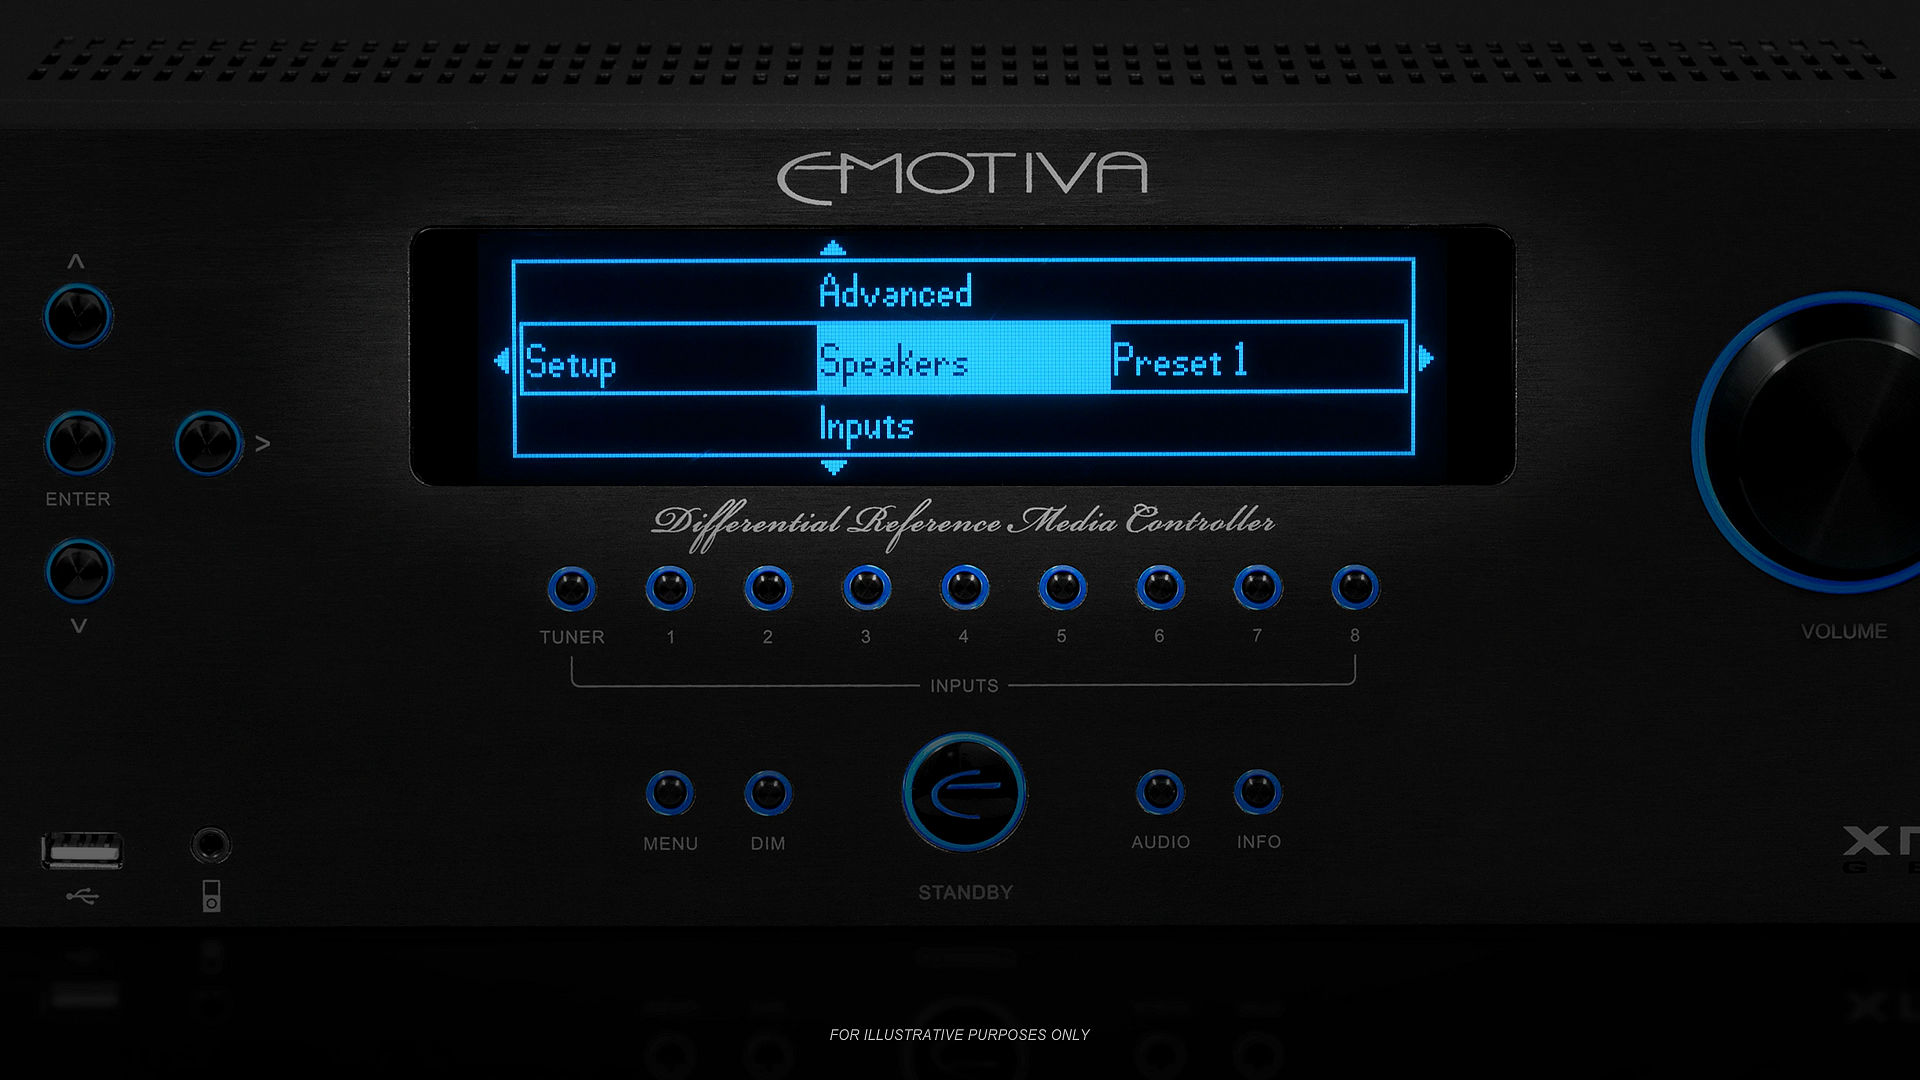 EMOTIVA
Advanced
Setup Speakers Preset 1
Inputs
Differential Reference Media Controller
ENTER
TUNER 1 2 3 4 5 6 7 8
INPUTS
VOLUME
MENU DIM AUDIO INFO
STANDBY
FOR ILLUSTRATIVE PURPOSES ONLY